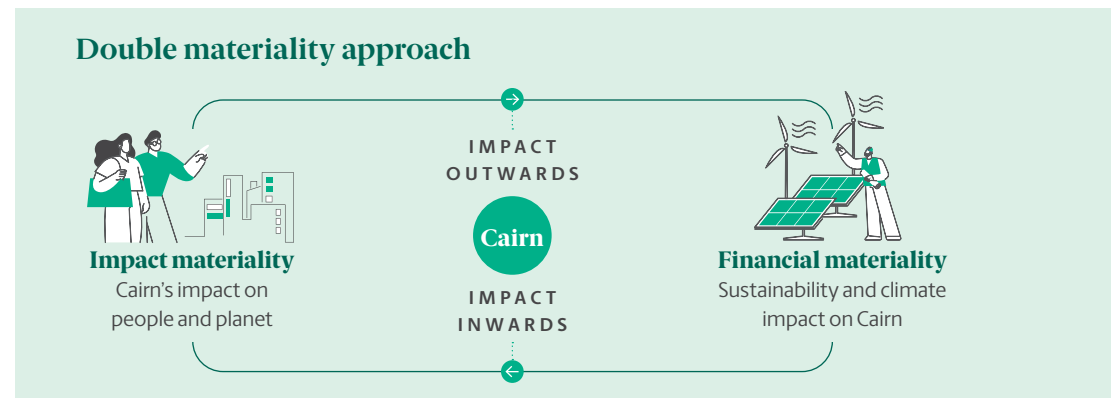 Double materiality approach
IMPACT
OUTWARDS
Cairn
IMPACT
INWARDS
Impact materiality
Cairn's impact on
people and planet
Financial materiality
Sustainability and climate
impact on Cairn